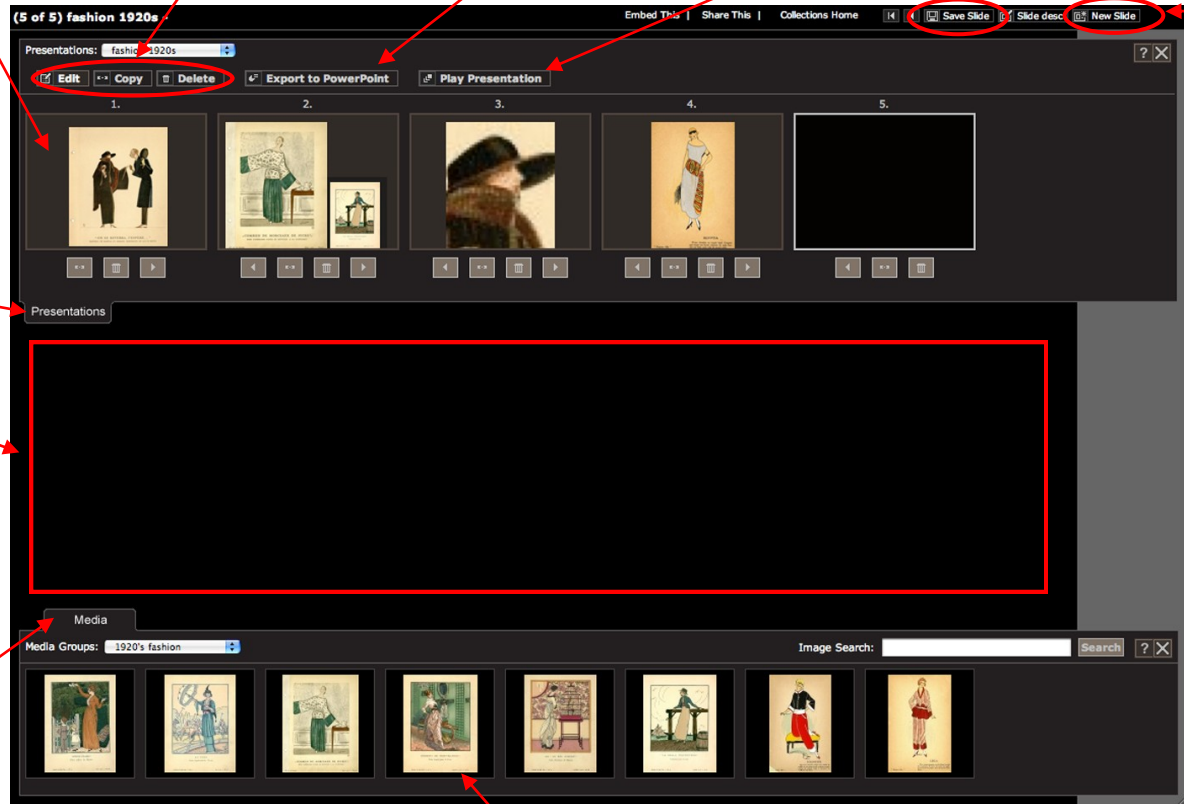 (5 of 5) fashion 1920s
Embed This | Share This | Collections Home Save Slide Slide desc New Slide
Presentations: fashion 1920s ?
Edit Copy Delete Export to PowerPoint Play Presentation
1. 2. 3. 4. 5.
Presentations
Media
Media Groups: 1920's fashion Image Search: Search ?